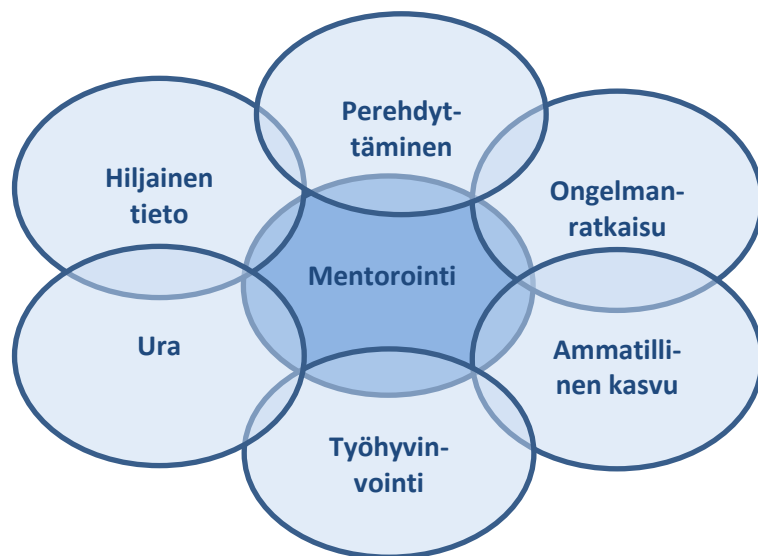 Perehdyt-
täminen
Hiljainen
tieto
Ongelman-
ratkaisu
Mentorointi
Ura
Ammatilli-
nen kasvu
Työhyvin-
vointi